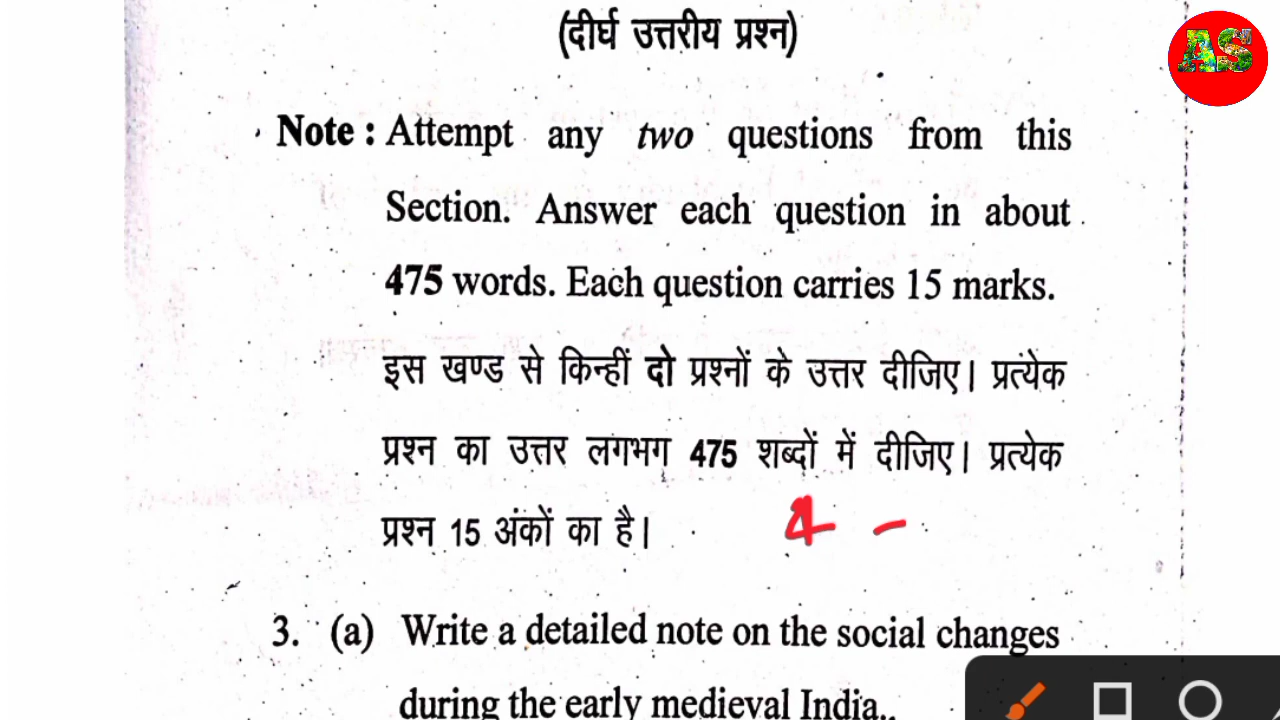 (दीर्घ उत्तरीय प्रश्न)
AS
Note : Attempt any two questions from this
Section. Answer each question in about
475 words. Each question carries 15 marks.
इस खण्ड से किन्हीं दो प्रश्नों के उत्तर दीजिए। प्रत्येक
प्रश्न का उत्तर लगभग 475 शब्दों में दीजिए। प्रत्येक
प्रश्न 15 अंकों का है।
4 -
3. (a) Write a detailed note on the social changes
during the early medieval India..